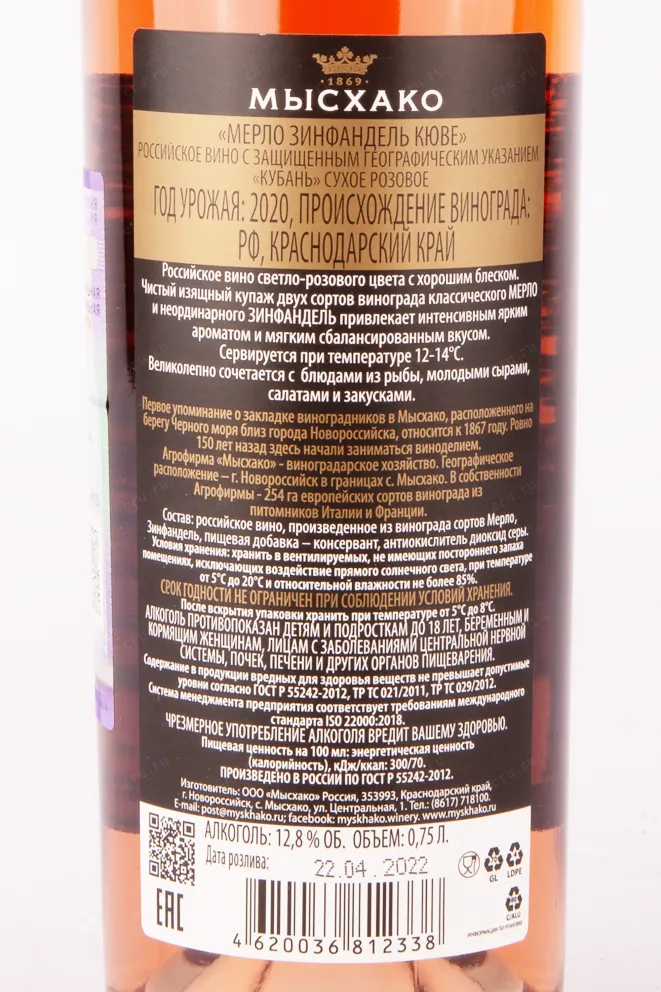 1869
МЫСХАКО
«МЕРЛО ЗИНФАНДЕЛЬ КЮВЕ»
РОССИЙСКОЕ ВИНО С ЗАЩИЩЕННЫМ ГЕОГРАФИЧЕСКИМ УКАЗАНИЕМ
«КУБАНЬ» СУХОЕ РОЗОВОЕ
ГОД УРОЖАЯ: 2020, ПРОИСХОЖДЕНИЕ ВИНОГРАДА:
РФ, КРАСНОДАРСКИЙ КРАЙ
Российское вино светло-розового цвета с хорошим блеском.
Чистый изящный купаж двух сортов винограда классического МЕРЛО
и неординарного ЗИНФАНДЕЛЬ привлекает интенсивным ярким
ароматом и мягким сбалансированным вкусом.
Сервируется при температуре 12-14°С.
Великолепно сочетается с блюдами из рыбы, молодыми сырами,
салатами и закусками.
Первое упоминание о закладке виноградников в Мысхако, расположенного на
берегу Черного моря близ города Новороссийска, относится к 1867 году. Ровно
150 лет назад здесь начали заниматься виноделием.
Агрофирма «Мысхако» - виноградарское хозяйство. Географическое
расположение – г. Новороссийск в границах с. Мысхако. В собственности
Агрофирмы - 254 га европейских сортов винограда из
питомников Италии и Франции.
Состав: российское вино, произведенное из винограда сортов Мерло,
Зинфандель, пищевая добавка – консервант, антиокислитель диоксид серы.
Условия хранения: хранить в вентилируемых, не имеющих постороннего запаха
помещениях, исключающих воздействие прямого солнечного света, при температуре
от 5°С до 20°С и относительной влажности не более 85%.
СРОК ГОДНОСТИ НЕ ОГРАНИЧЕН ПРИ СОБЛЮДЕНИИ УСЛОВИЙ ХРАНЕНИЯ.
После вскрытия упаковки хранить при температуре от 5°С до 8°С.
АЛКОГОЛЬ ПРОТИВОПОКАЗАН ДЕТЯМ И ПОДРОСТКАМ ДО 18 ЛЕТ, БЕРЕМЕННЫМ И
КОРМЯЩИМ ЖЕНЩИНАМ, ЛИЦАМ С ЗАБОЛЕВАНИЯМИ ЦЕНТРАЛЬНОЙ НЕРВНОЙ
СИСТЕМЫ, ПОЧЕК, ПЕЧЕНИ И ДРУГИХ ОРГАНОВ ПИЩЕВАРЕНИЯ.
Содержание в продукции вредных для здоровья веществ не превышает допустимые
уровни согласно ГОСТ Р 55242-2012, ТР ТС 021/2011, ТР ТС 029/2012.
Система менеджмента предприятия соответствует требованиям международного
стандарта ISO 22000:2018.
ЧРЕЗМЕРНОЕ УПОТРЕБЛЕНИЕ АЛКОГОЛЯ ВРЕДИТ ВАШЕМУ ЗДОРОВЬЮ.
Пищевая ценность на 100 мл: энергетическая ценность
(калорийность), кДж/ккал: 300/70.
ПРОИЗВЕДЕНО В РОССИИ ПО ГОСТ Р 55242-2012.
Изготовитель: ООО «Мысхако» Россия, 353993, Краснодарский край,
г. Новороссийск, с. Мысхако, ул. Центральная, 1. Тел.: (8617) 718100.
E-mail: post@myskhako.ru; facebook: myskhako.winery. www.myskhako.ru
АЛКОГОЛЬ: 12,8 % ОБ. ОБЪЕМ: 0,75 Л.
Дата розлива: 22.04.2022
GL
LDPE
C/ALU
ИНФОРМАЦИЯ ПО УПАКОВКЕ
EAC
4 620036 812338